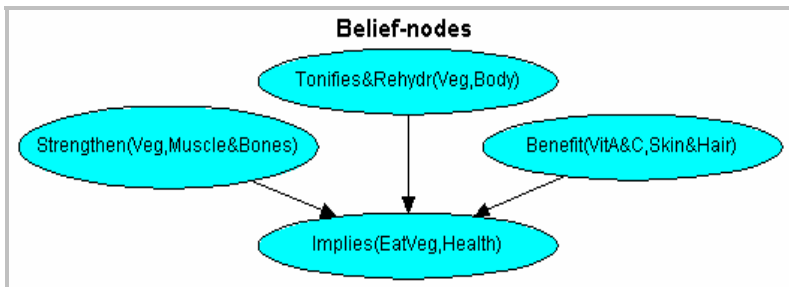 Belief-nodes
Tonifies&Rehydr(Veg,Body)
Strengthen(Veg,Muscle&Bones)
Benefit(VitA&C,Skin&Hair)
Implies(EatVeg,Health)